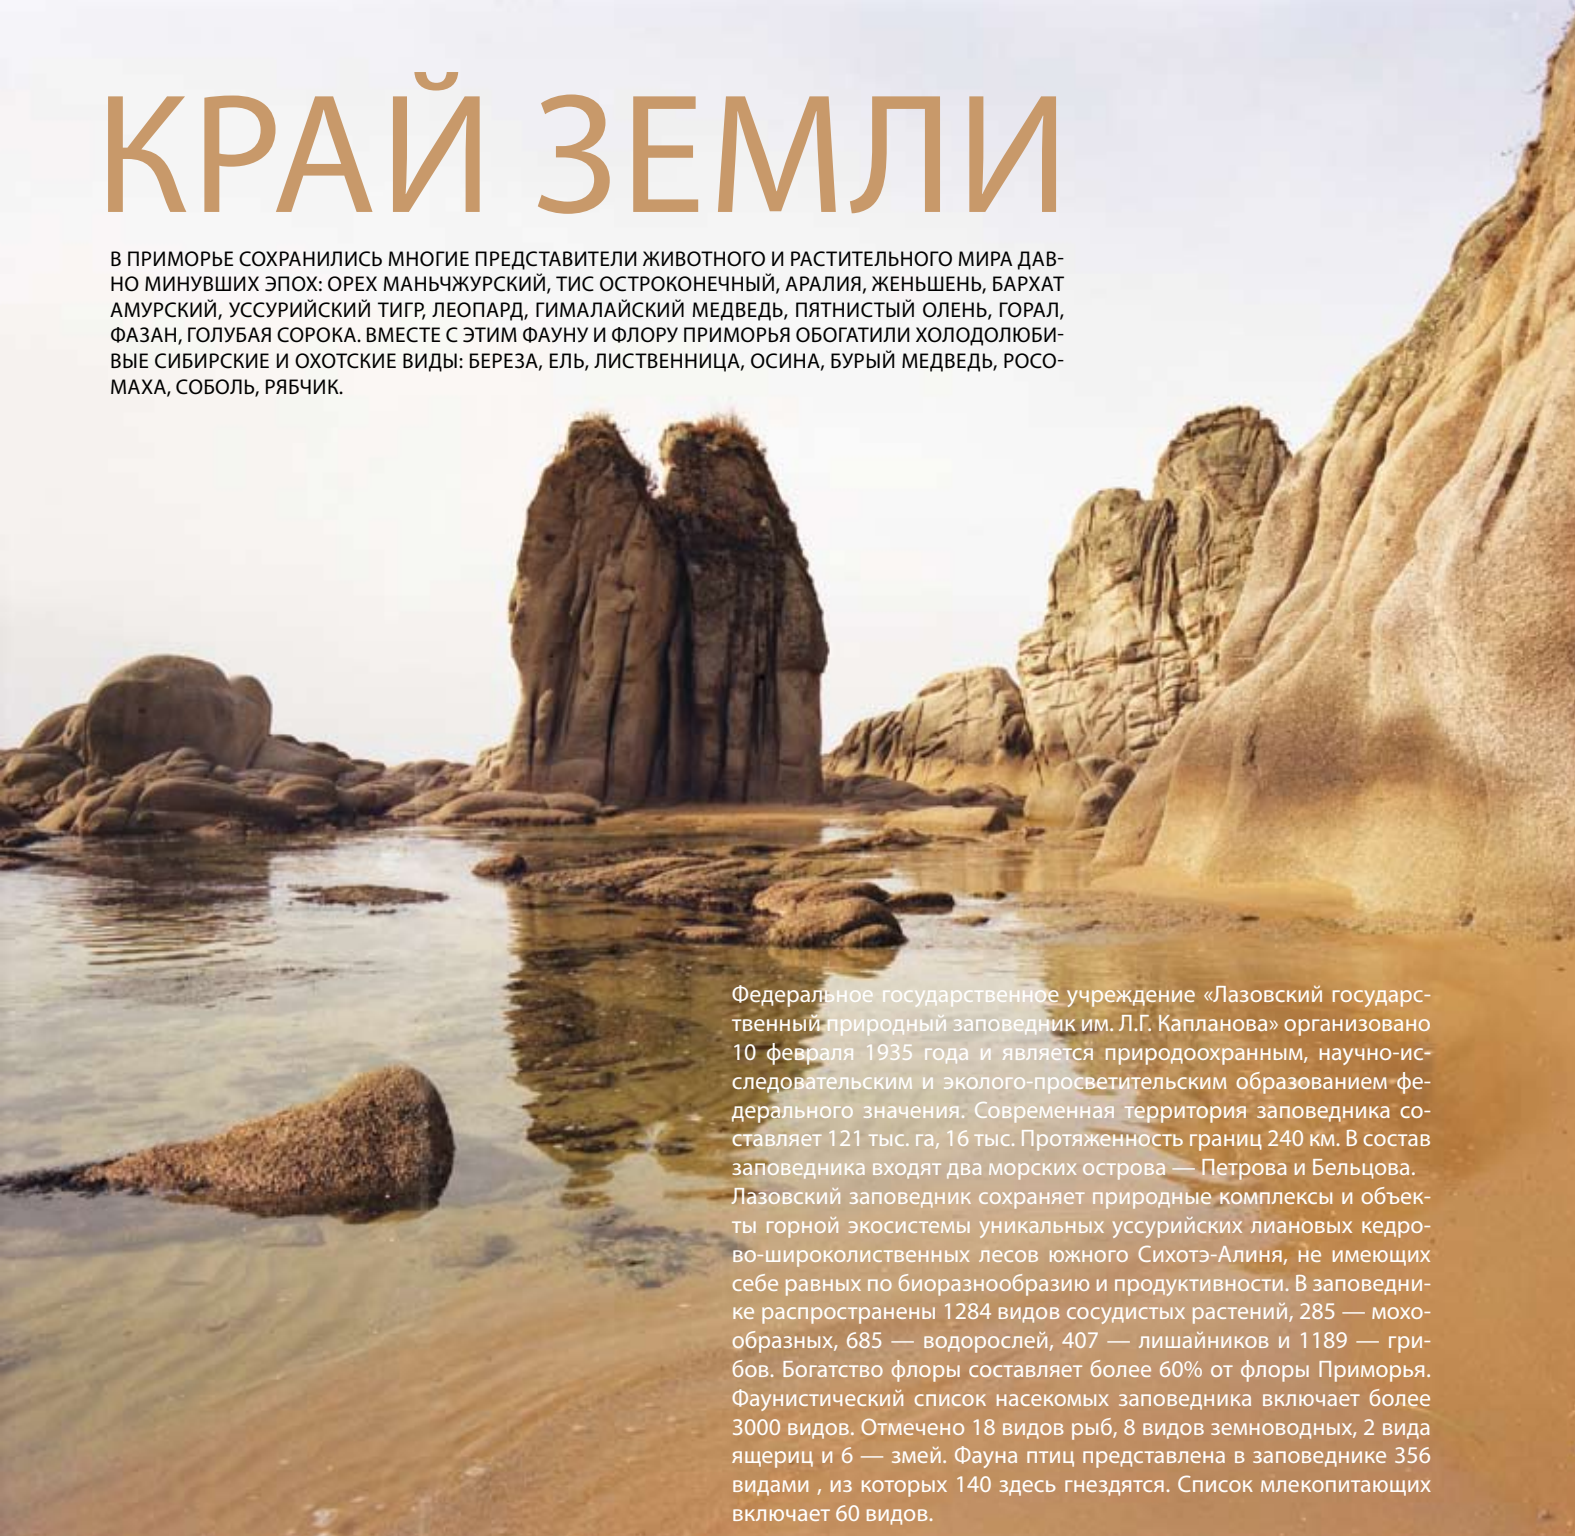 КРАЙ ЗЕМЛИ
В ПРИМОРЬЕ СОХРАНИЛИСЬ МНОГИЕ ПРЕДСТАВИТЕЛИ ЖИВОТНОГО И РАСТИТЕЛЬНОГО МИРА ДАВ-
НО МИНУВШИХ ЭПОХ: ОРЕХ МАНЬЧЖУРСКИЙ, ТИС ОСТРОКОНЕЧНЫЙ, АРАЛИЯ, ЖЕНЬШЕНЬ, БАРХАТ
АМУРСКИЙ, УССУРИЙСКИЙ ТИГР, ЛЕОПАРД, ГИМАЛАЙСКИЙ МЕДВЕДЬ, ПЯТНИСТЫЙ ОЛЕНЬ, ГОРАЛ,
ФАЗАН, ГОЛУБАЯ СОРОКА. ВМЕСТЕ С ЭТИМ ФАУНУ И ФЛОРУ ПРИМОРЬЯ ОБОГАТИЛИ ХОЛОДОЛЮБИ-
ВЫЕ СИБИРСКИЕ И ОХОТСКИЕ ВИДЫ: БЕРЕЗА, ЕЛЬ, ЛИСТВЕННИЦА, ОСИНА, БУРЫЙ МЕДВЕДЬ, РОСО-
МАХА, СОБОЛЬ, РЯБЧИК.
Федеральное государственное учреждение «Лазовский государс-
твенный природный заповедник им. Л.Г. Капланова» организовано
10 февраля 1935 года и является природоохранным, научно-ис-
следовательским и эколого-просветительским образованием фе-
дерального значения. Современная территория заповедника со-
ставляет 121 тыс. га, 16 тыс. Протяженность границ 240 км. В состав
заповедника входят два морских острова — Петрова и Бельцова.
Лазовский заповедник сохраняет природные комплексы и объек-
ты горной экосистемы уникальных уссурийских лиановых кедро-
во-широколиственных лесов южного Сихотэ-Алиня, не имеющих
себе равных по биоразнообразию и продуктивности. В заповедни-
ке распространены 1284 видов сосудистых растений, 285 — мохо-
образных, 685 — водорослей, 407 — лишайников и 1189 — гри-
бов. Богатство флоры составляет более 60% от флоры Приморья.
Фаунистический список насекомых заповедника включает более
3000 видов. Отмечено 18 видов рыб, 8 видов земноводных, 2 вида
ящериц и 6 — змей. Фауна птиц представлена в заповеднике 356
видами , из которых 140 здесь гнездятся. Список млекопитающих
включает 60 видов.